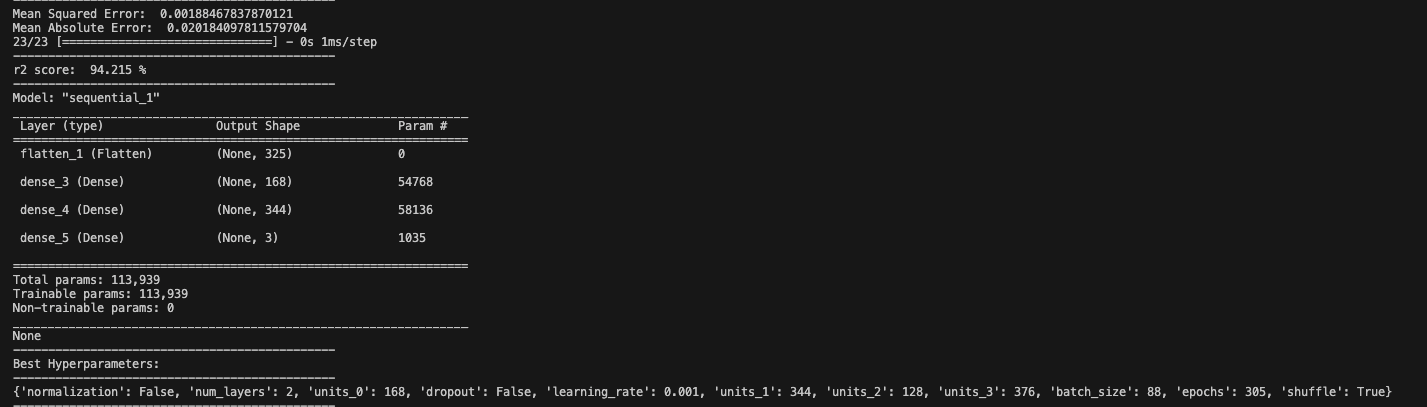 Mean Squared Error:  0.00188467837870121
Mean Absolute Error:  0.020184097811579704
23/23 [==============================] - 0s 1ms/step
----------------------------------------------
r2 score:  94.215 %
----------------------------------------------
Model: "sequential_1"
_________________________________________________________________
 Layer (type)                Output Shape              Param #
=================================================================
 flatten_1 (Flatten)         (None, 325)               0
 dense_3 (Dense)             (None, 168)               54768
 dense_4 (Dense)             (None, 344)               58136
 dense_5 (Dense)             (None, 3)                 1035
=================================================================
Total params: 113,939
Trainable params: 113,939
Non-trainable params: 0
_________________________________________________________________
None
----------------------------------------------
Best Hyperparameters:
----------------------------------------------
{'normalization': False, 'num_layers': 2, 'units_0': 168, 'dropout': False, 'learning_rate': 0.001, 'units_1': 344, 'units_2': 128, 'units_3': 376, 'batch_size': 88, 'epochs': 305, 'shuffle': True}
----------------------------------------------